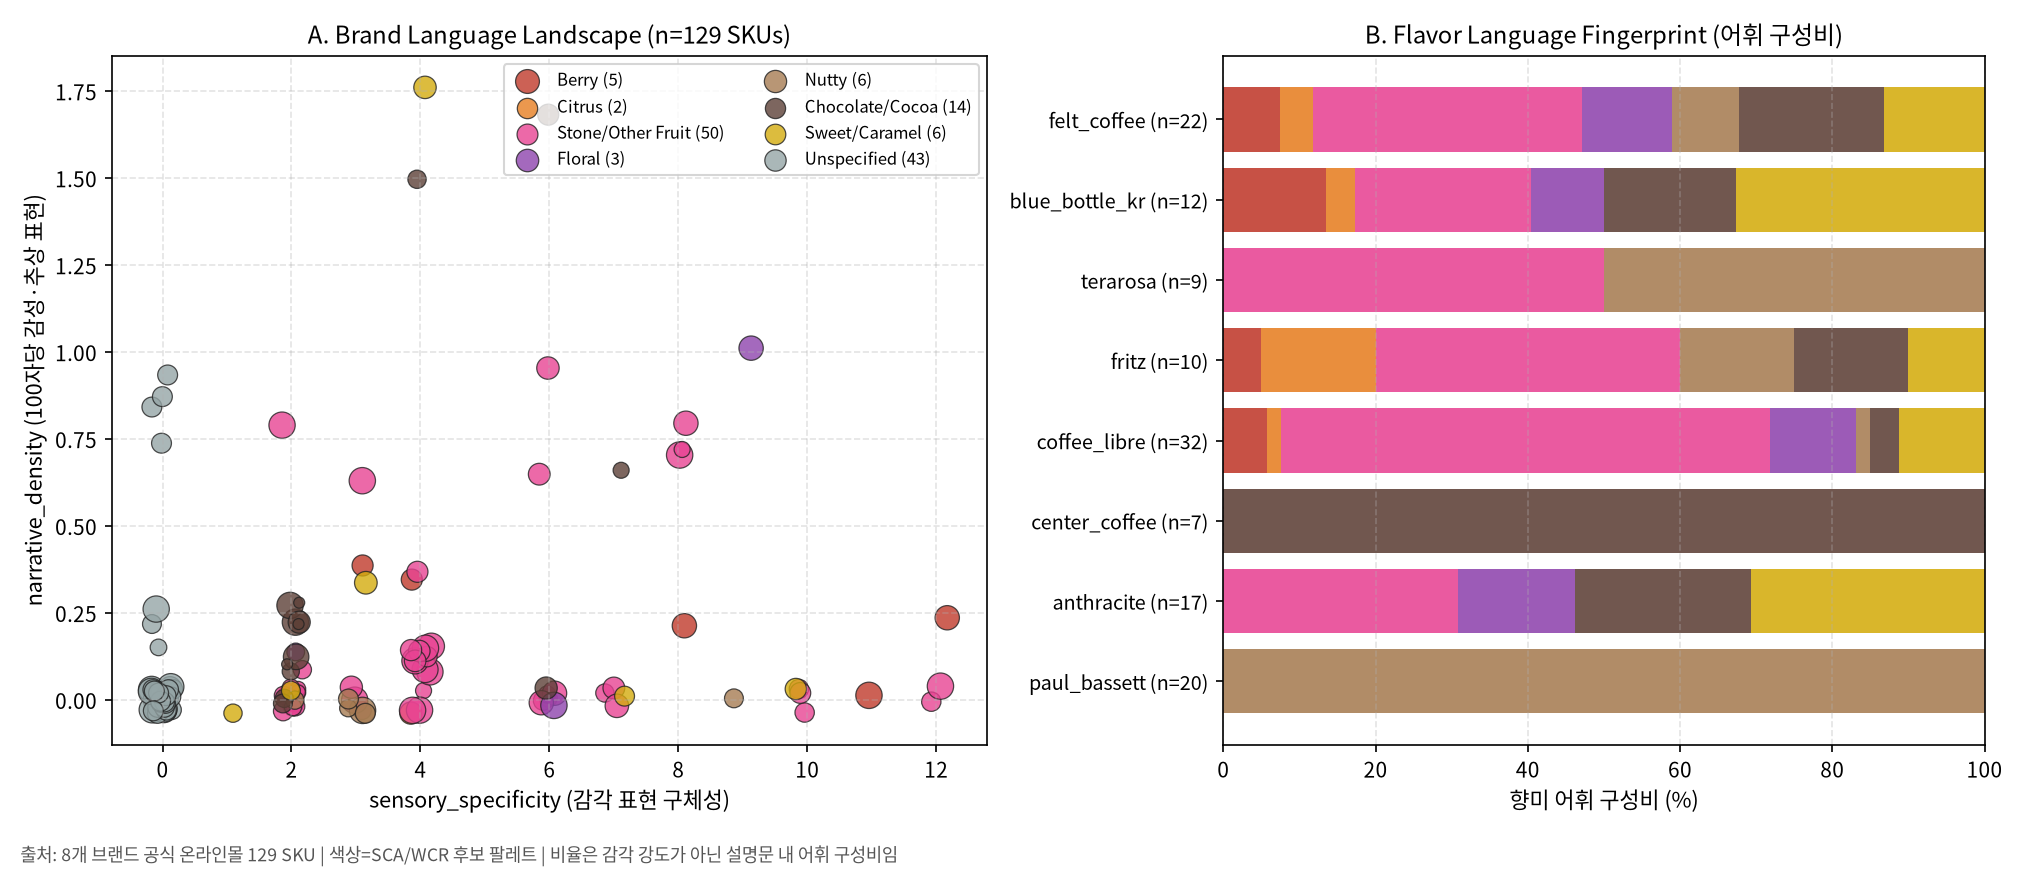 A. Brand Language Landscape (n=129 SKUs)
narrative_density (100자당 감성·추상 표현)
1.75
1.50
1.25
1.00
0.75
0.50
0.25
0.00
Berry (5)
Citrus (2)
Stone/Other Fruit (50)
Floral (3)
Nutty (6)
Chocolate/Cocoa (14)
Sweet/Caramel (6)
Unspecified (43)
0 2 4 6 8 10 12
sensory_specificity (감각 표현 구체성)
B. Flavor Language Fingerprint (어휘 구성비)
felt_coffee (n=22)
blue_bottle_kr (n=12)
terarosa (n=9)
fritz (n=10)
coffee_libre (n=32)
center_coffee (n=7)
anthracite (n=17)
paul_bassett (n=20)
0 20 40 60 80 100
향미 어휘 구성비 (%)
출처: 8개 브랜드 공식 온라인몰 129 SKU | 색상=SCA/WCR 후보 팔레트 | 비율은 감각 강도가 아닌 설명문 내 어휘 구성비임